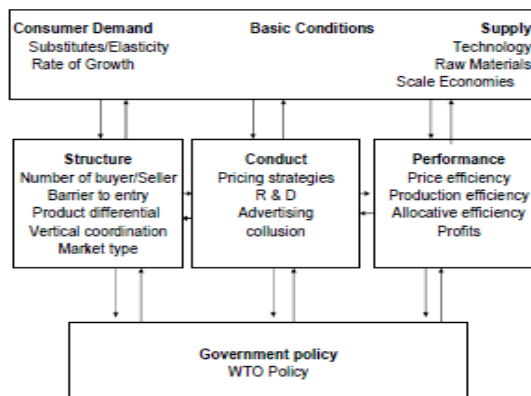 Consumer Demand Basic Conditions Supply
Substitutes/Elasticity Technology
Rate of Growth Raw Materials
Scale Economies
Structure
Number of buyer/Seller
Barrier to entry
Product differential
Vertical coordination
Market type
Conduct
Pricing strategies
R & D
Advertising
collusion
Performance
Price efficiency
Production efficiency
Allocative efficiency
Profits
Government policy
WTO Policy